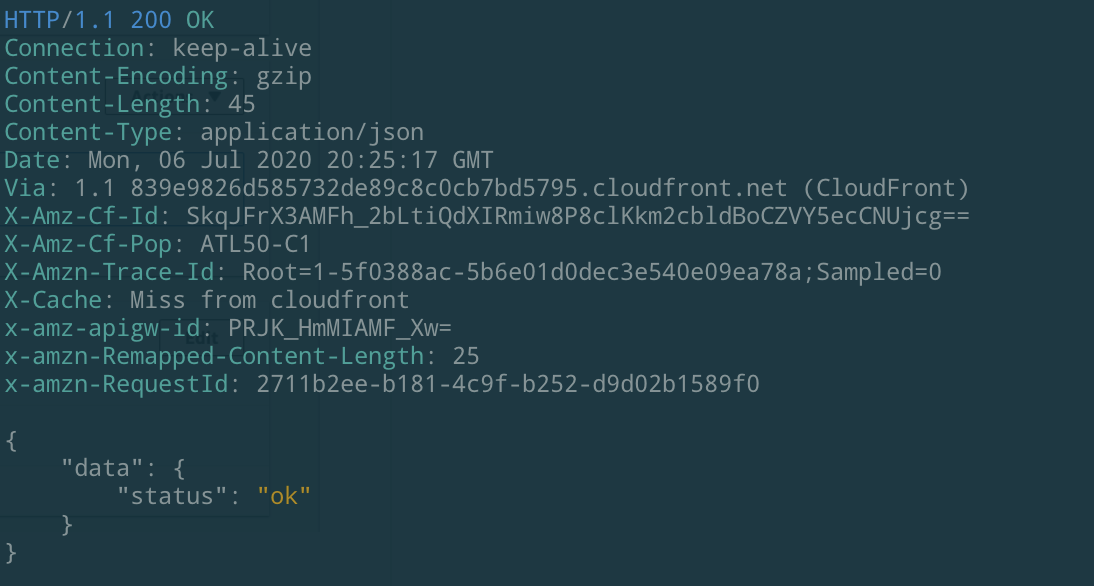 HTTP/1.1 200 OK
Connection: keep-alive
Content-Encoding: gzip
Content-Length: 45
Content-Type: application/json
Date: Mon, 06 Jul 2020 20:25:17 GMT
Via: 1.1 839e9826d585732de89c8c0cb7bd5795.cloudfront.net (CloudFront)
X-Amz-Cf-Id: SkqJFrX3AMFh_2bLtiQdXIRmiw8P8clKkm2cbldBoCZVY5ecCNUjcg==
X-Amz-Cf-Pop: ATL50-C1
X-Amzn-Trace-Id: Root=1-5f0388ac-5b6e01d0dec3e540e09ea78a;Sampled=0
X-Cache: Miss from cloudfront
x-amz-apigw-id: PRJK_HmMIAMF_Xw=
x-amzn-Remapped-Content-Length: 25
x-amzn-RequestId: 2711b2ee-b181-4c9f-b252-d9d02b1589f0
{
    "data": {
        "status": "ok"
    }
}